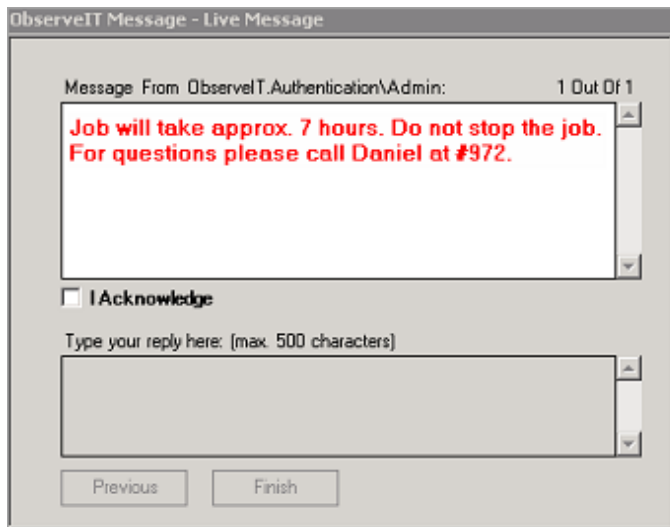 ObserveIT Message - Live Message
Message From ObserveIT.Authentication\Admin: 1 Out Of 1
Job will take approx. 7 hours. Do not stop the job.
For questions please call Daniel at #972.
I Acknowledge
Type your reply here: (max. 500 characters)
Previous Finish